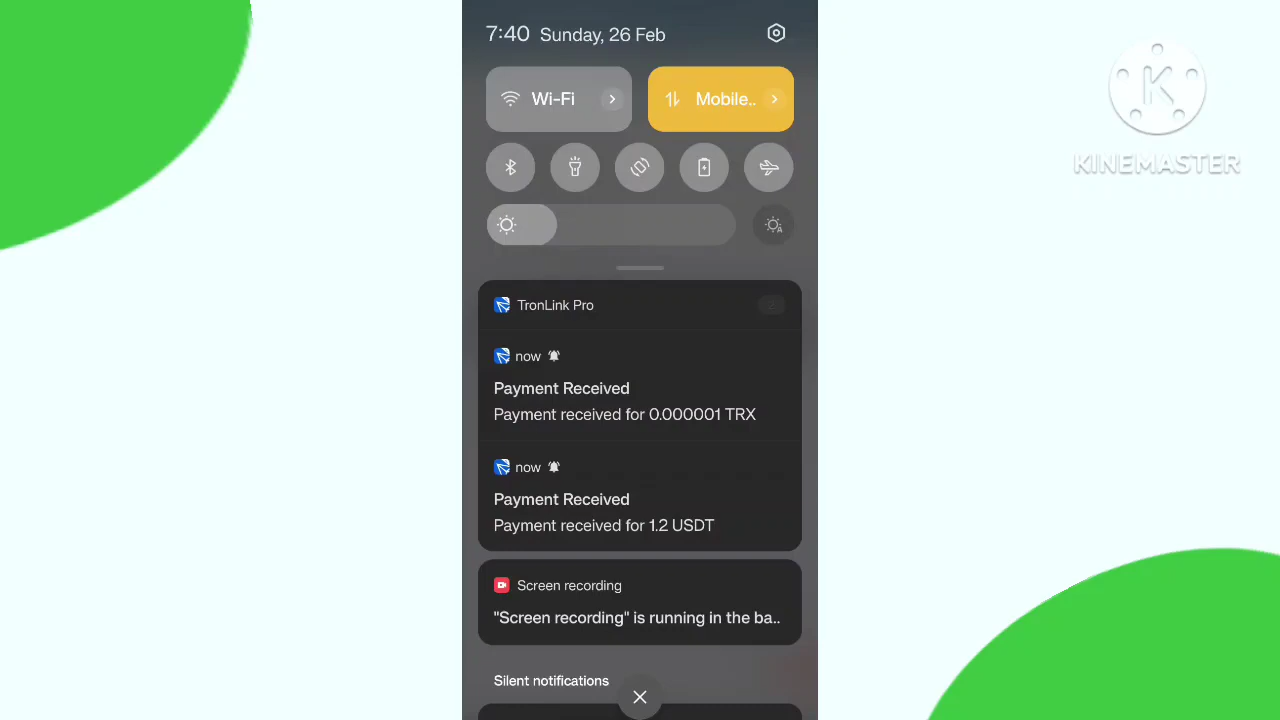 7:40 Sunday, 26 Feb
Wi-Fi
Mobile..
K
KINEMASTER
TronLink Pro
now
Payment Received
Payment received for 0.000001 TRX
now
Payment Received
Payment received for 1.2 USDT
Screen recording
"Screen recording" is running in the ba..
Silent notifications